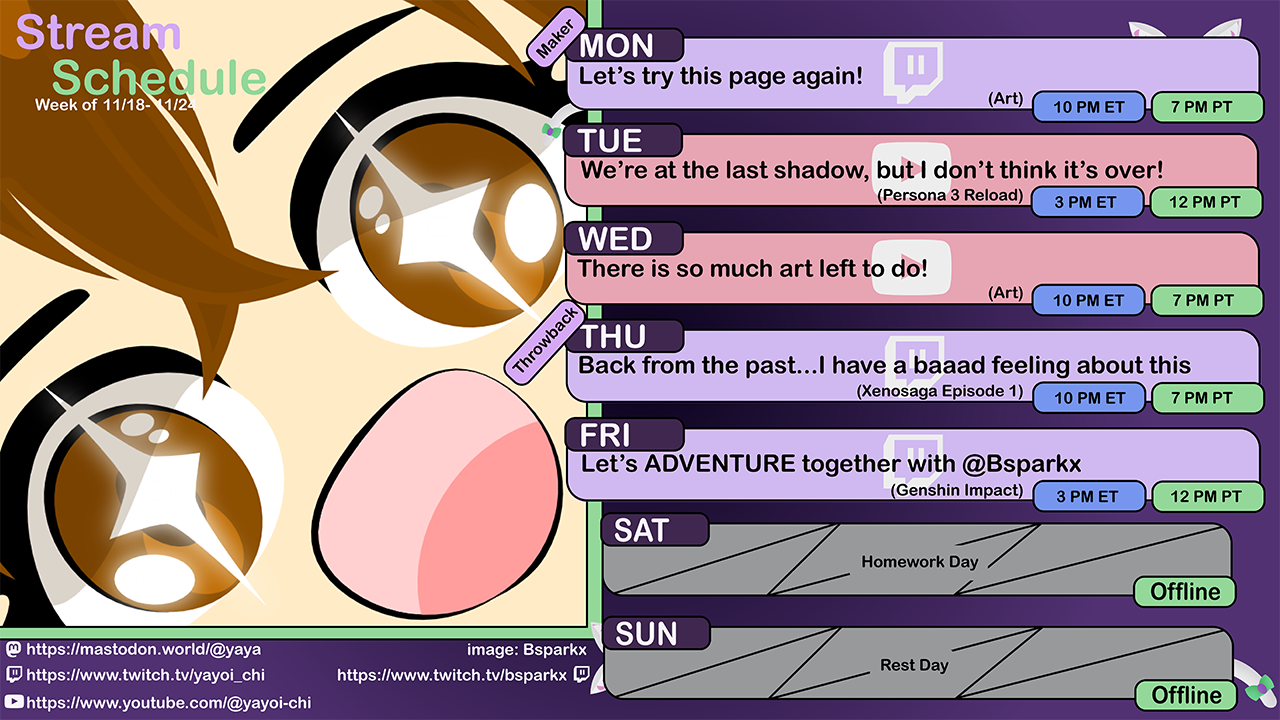 Stream
Schedule
Week of 11/18- 11/24
Maker
MON
Let’s try this page again!
(Art)
10 PM ET
7 PM PT
TUE
We’re at the last shadow, but I don’t think it’s over!
(Persona 3 Reload)
3 PM ET
12 PM PT
WED
There is so much art left to do!
(Art)
10 PM ET
7 PM PT
Throwback
THU
Back from the past...I have a baaad feeling about this
(Xenosaga Episode 1)
10 PM ET
7 PM PT
FRI
Let’s ADVENTURE together with @Bsparkx
(Genshin Impact)
3 PM ET
12 PM PT
SAT
Homework Day
Offline
SUN
Rest Day
Offline
https://mastodon.world/@yaya
image: Bsparkx
https://www.twitch.tv/yayoi_chi
https://www.twitch.tv/bsparkx
https://www.youtube.com/@yayoi-chi